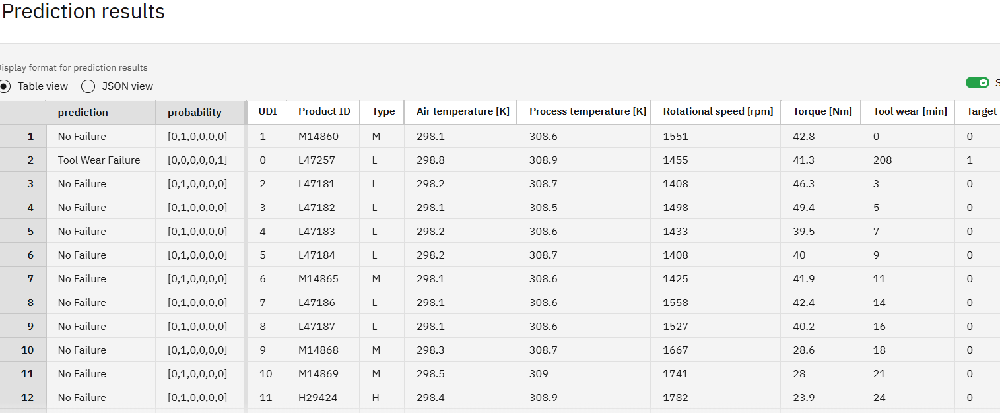 Prediction results
Display format for prediction results
Table view JSON view
prediction probability UDI Product ID Type Air temperature [K] Process temperature [K] Rotational speed [rpm] Torque [Nm] Tool wear [min] Target
1 No Failure [0,1,0,0,0,0] 1 M14860 M 298.1 308.6 1551 42.8 0 0
2 Tool Wear Failure [0,0,0,0,0,1] 0 L47257 L 298.8 308.9 1455 41.3 208 1
3 No Failure [0,1,0,0,0,0] 2 L47181 L 298.2 308.7 1408 46.3 3 0
4 No Failure [0,1,0,0,0,0] 3 L47182 L 298.1 308.5 1498 49.4 5 0
5 No Failure [0,1,0,0,0,0] 4 L47183 L 298.2 308.6 1433 39.5 7 0
6 No Failure [0,1,0,0,0,0] 5 L47184 L 298.2 308.7 1408 40 9 0
7 No Failure [0,1,0,0,0,0] 6 M14865 M 298.1 308.6 1425 41.9 11 0
8 No Failure [0,1,0,0,0,0] 7 L47186 L 298.1 308.6 1558 42.4 14 0
9 No Failure [0,1,0,0,0,0] 8 L47187 L 298.1 308.6 1527 40.2 16 0
10 No Failure [0,1,0,0,0,0] 9 M14868 M 298.3 308.7 1667 28.6 18 0
11 No Failure [0,1,0,0,0,0] 10 M14869 M 298.5 309 1741 28 21 0
12 No Failure [0,1,0,0,0,0] 11 H29424 H 298.4 308.9 1782 23.9 24 0